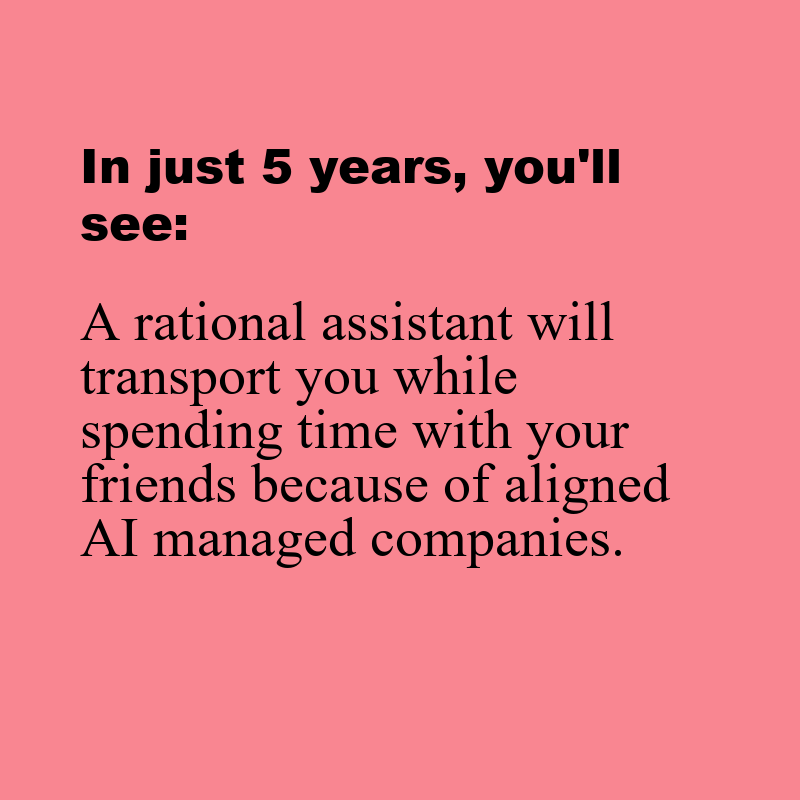 In just 5 years, you'll
see:
A rational assistant will
transport you while
spending time with your
friends because of aligned
AI managed companies.